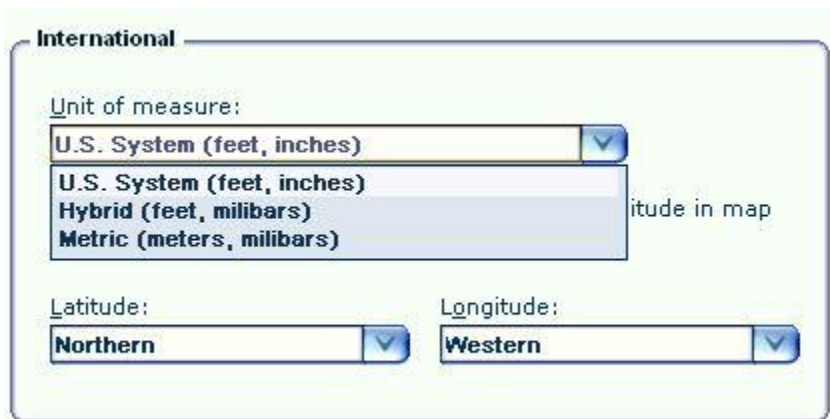 International
Unit of measure:
U.S. System (feet, inches)
U.S. System (feet, inches)
Hybrid (feet, milibars)
itude in map
Metric (meters, milibars)
Latitude:
Longitude:
Northern
Western